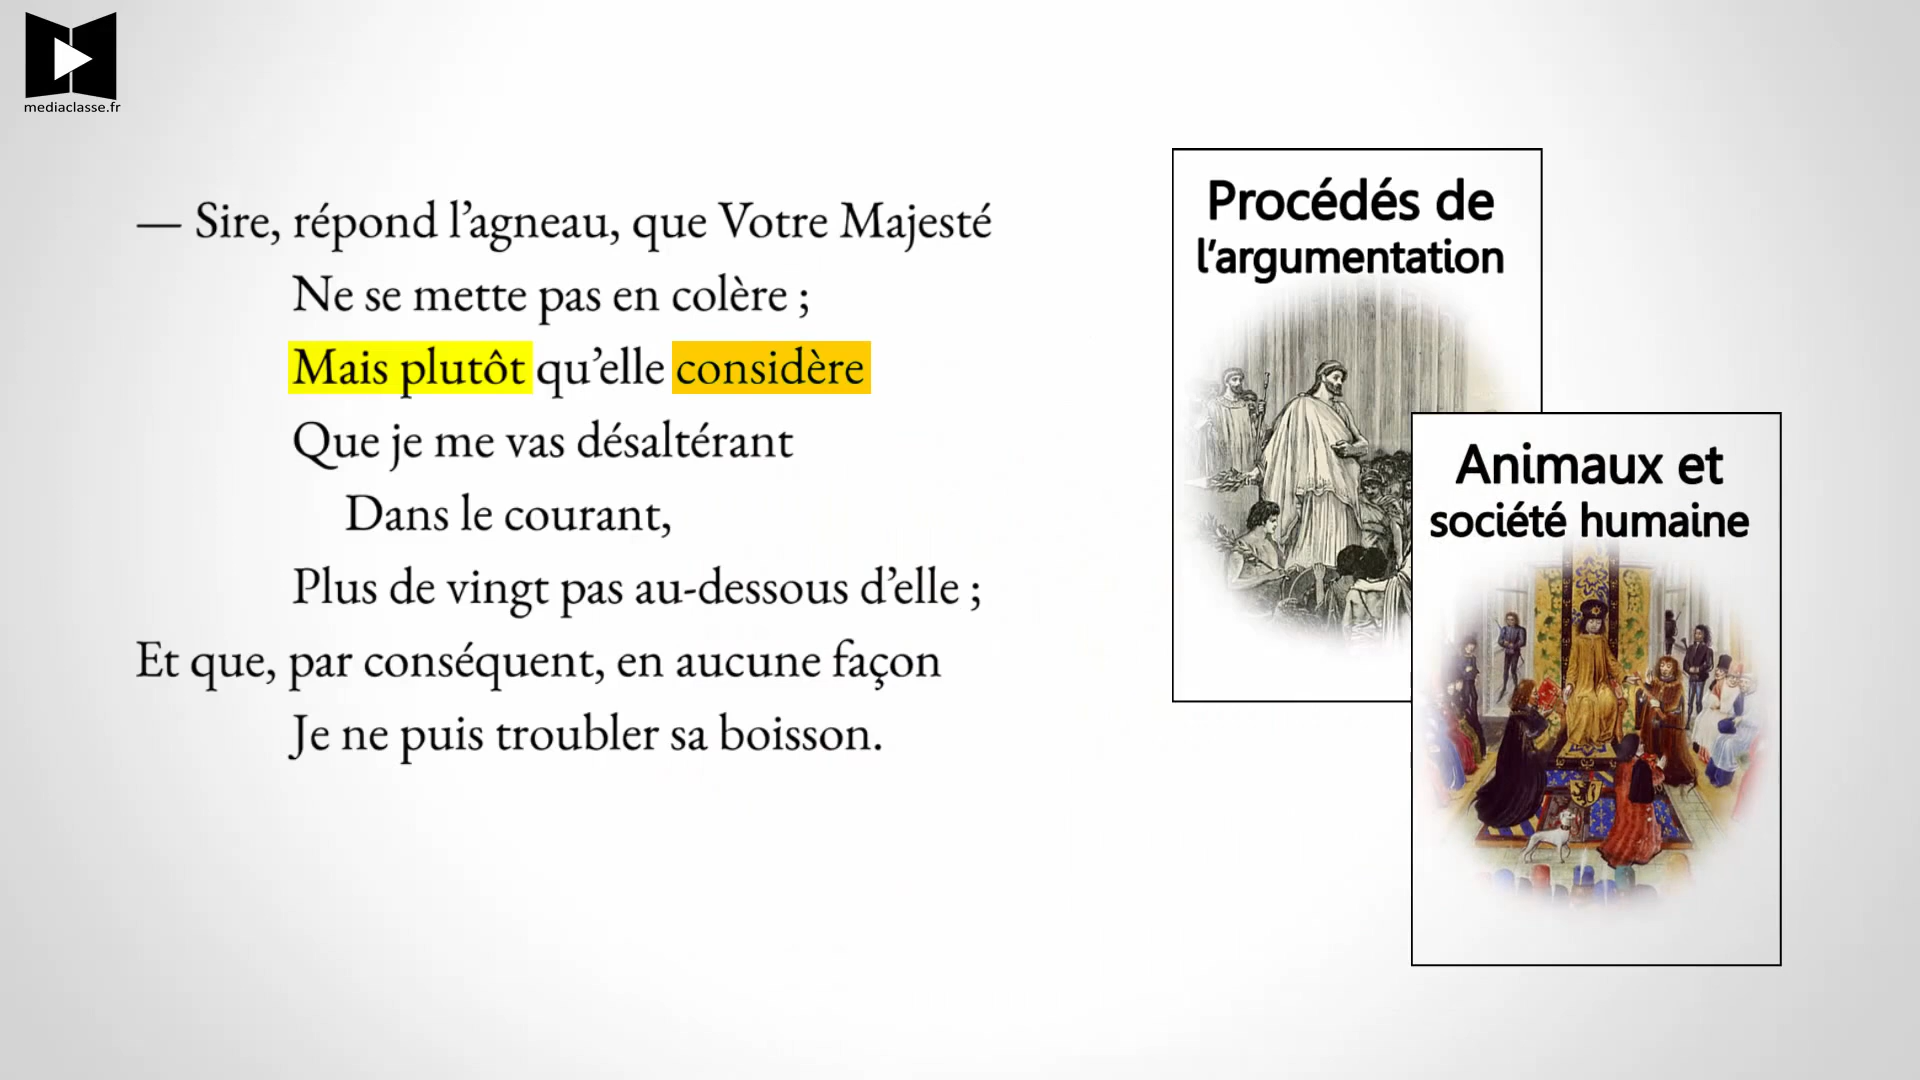 mediaclasse.fr
— Sire, répond l’agneau, que Votre Majesté
Ne se mette pas en colère ;
Mais plutôt qu’elle considère
Que je me vas désaltérant
Dans le courant,
Plus de vingt pas au-dessous d’elle ;
Et que, par conséquent, en aucune façon
Je ne puis troubler sa boisson.
Procédés de
l’argumentation
Animaux et
société humaine